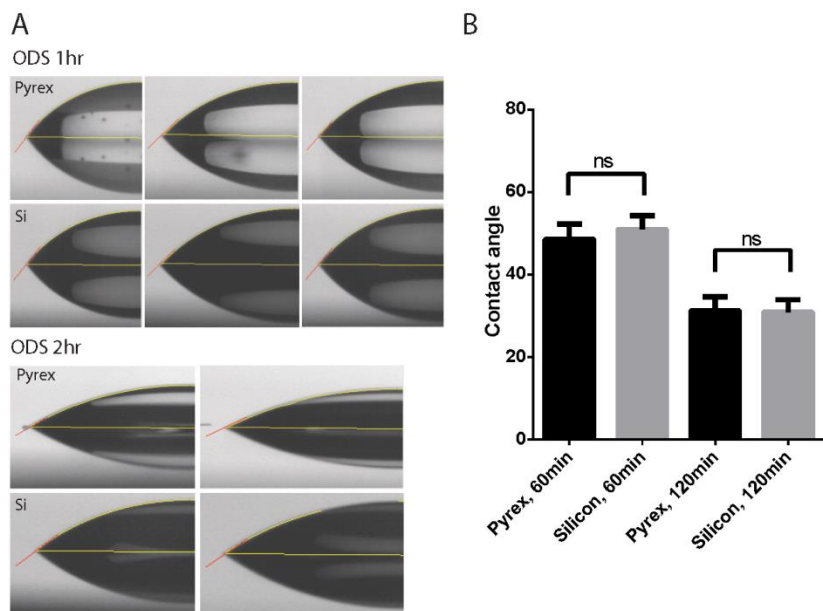 A
ODS 1hr
Pyrex
Si
ODS 2hr
Pyrex
Si
B
Contact angle
80
60
40
20
0
ns
ns
Pyrex, 60min
Silicon, 60min
Pyrex, 120min
Silicon, 120min